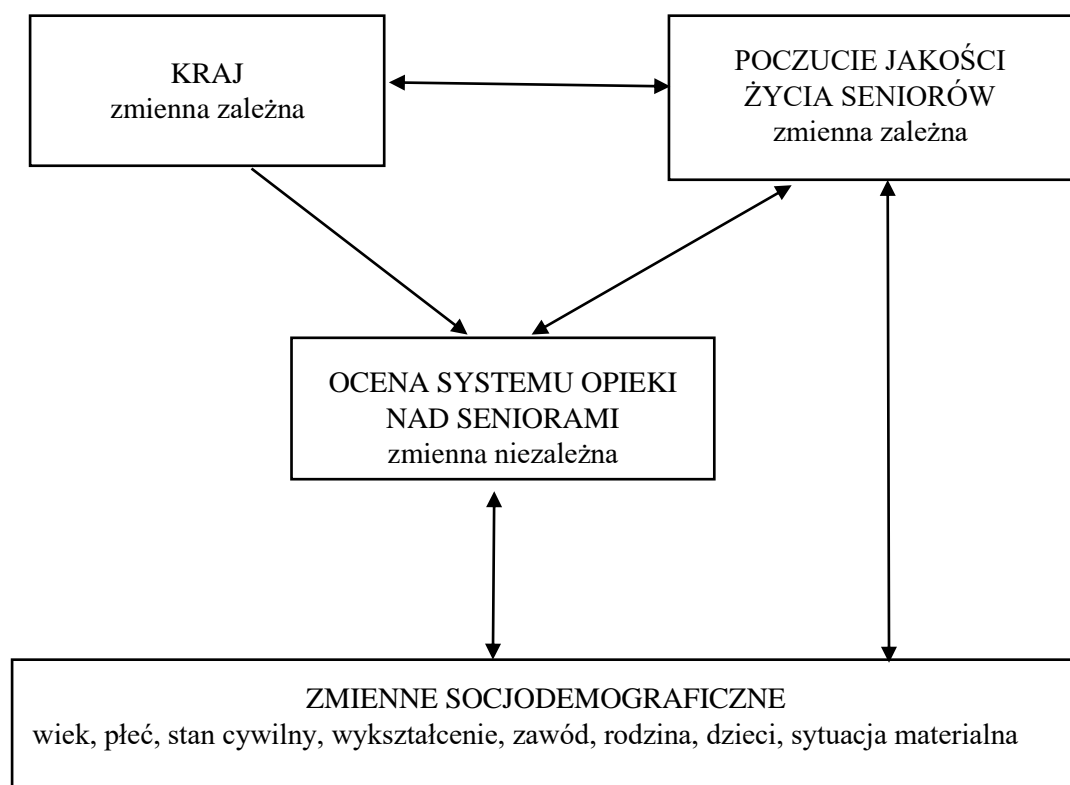 KRAJ
zmienna zależna
POCZUCIE JAKOŚCI
ŻYCIA SENIORÓW
zmienna zależna
OCENA SYSTEMU OPIEKI
NAD SENIORAMI
zmienna niezależna
ZMIENNE SOCJODEMOGRAFICZNE
wiek, płeć, stan cywilny, wykształcenie, zawód, rodzina, dzieci, sytuacja materialna